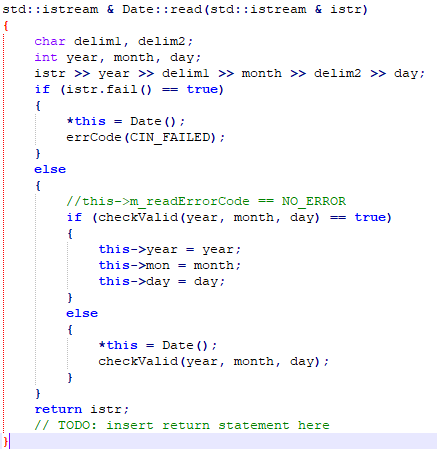 std::istream & Date::read(std::istream & istr)
{
    char delim1, delim2;
    int year, month, day;
    istr >> year >> delim1 >> month >> delim2 >> day;
    if (istr.fail() == true)
    {
        *this = Date();
        errCode(CIN_FAILED);
    }
    else
    {
        //this->m_readErrorCode == NO_ERROR
        if (checkValid(year, month, day) == true)
        {
            this->year = year;
            this->mon = month;
            this->day = day;
        }
        else
        {
            *this = Date();
            checkValid(year, month, day);
        }
    }
    return istr;
    // TODO: insert return statement here
}